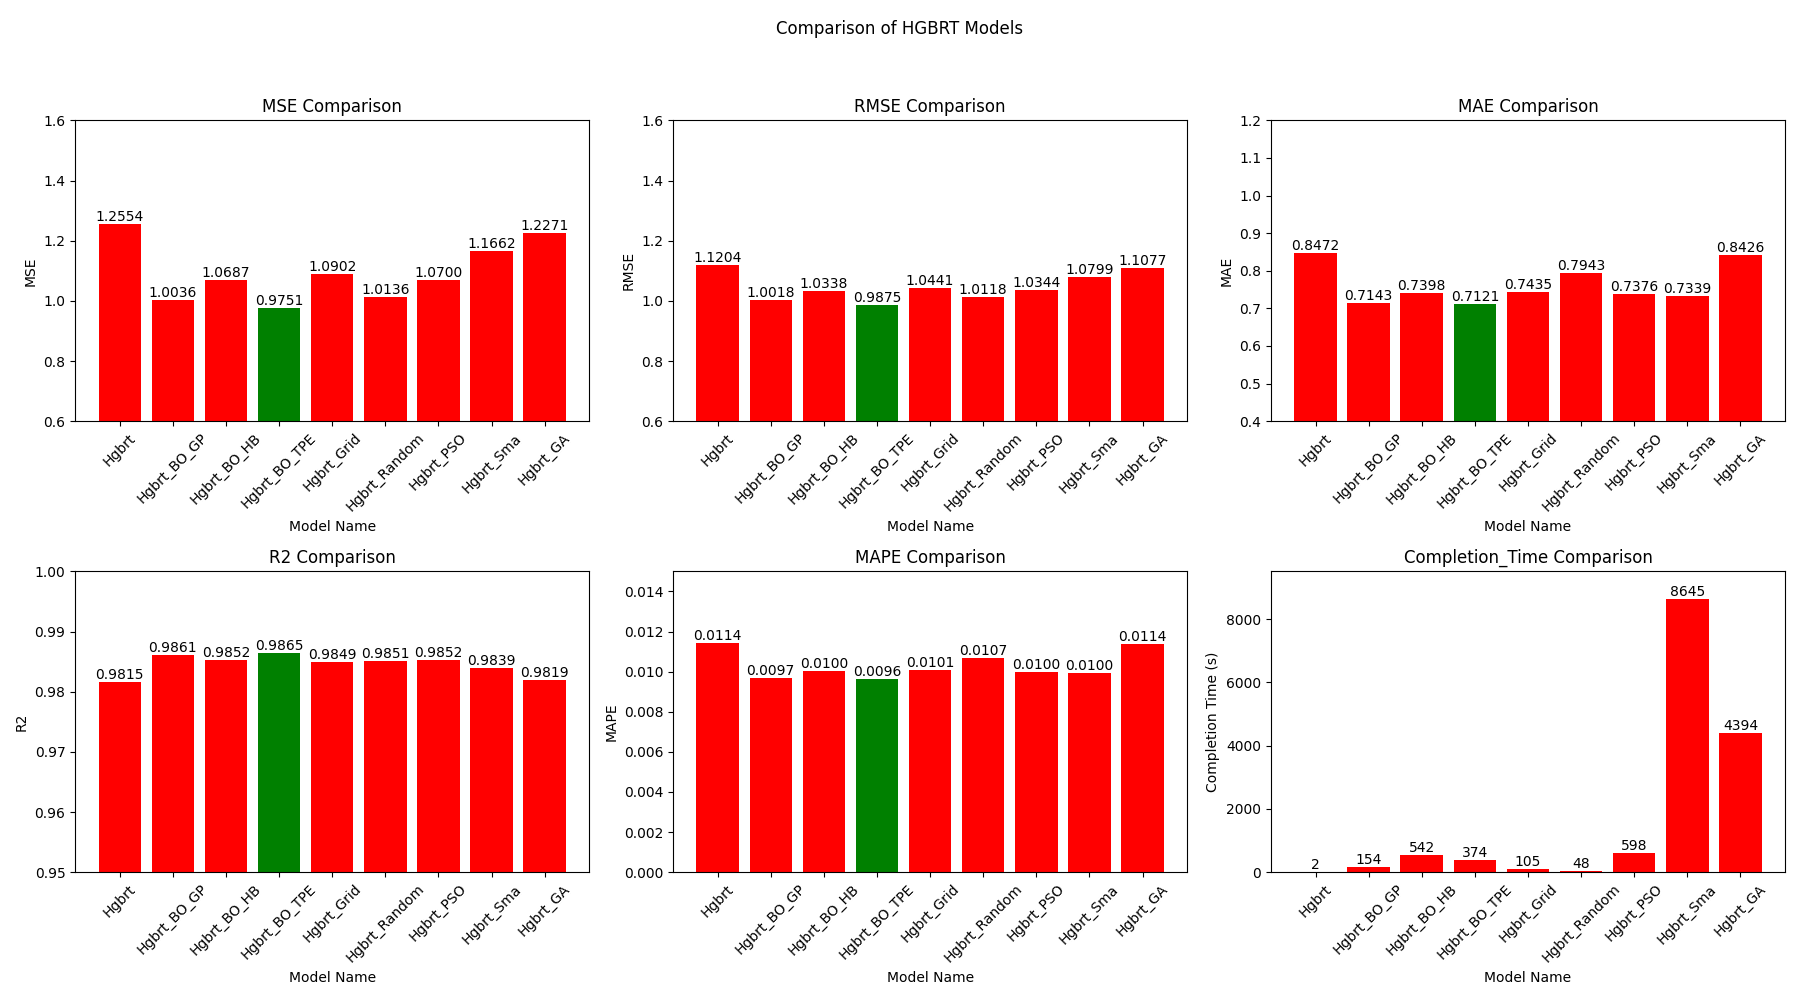 Comparison of HGBRT Models
MSE Comparison
MSE
1.6
1.4
1.2
1.0
0.8
0.6
1.2554
1.0036
1.0687
0.9751
1.0902
1.0136
1.0700
1.1662
1.2271
Hgbrt
Hgbrt_BO_GP
Hgbrt_BO_HB
Hgbrt_BO_TPE
Hgbrt_Grid
Hgbrt_Random
Hgbrt_PSO
Hgbrt_Sma
Hgbrt_GA
Model Name
RMSE Comparison
RMSE
1.6
1.4
1.2
1.0
0.8
0.6
1.1204
1.0018
1.0338
0.9875
1.0441
1.0118
1.0344
1.0799
1.1077
Hgbrt
Hgbrt_BO_GP
Hgbrt_BO_HB
Hgbrt_BO_TPE
Hgbrt_Grid
Hgbrt_Random
Hgbrt_PSO
Hgbrt_Sma
Hgbrt_GA
Model Name
MAE Comparison
MAE
1.2
1.1
1.0
0.9
0.8
0.7
0.6
0.5
0.4
0.8472
0.7143
0.7398
0.7121
0.7435
0.7943
0.7376
0.7339
0.8426
Hgbrt
Hgbrt_BO_GP
Hgbrt_BO_HB
Hgbrt_BO_TPE
Hgbrt_Grid
Hgbrt_Random
Hgbrt_PSO
Hgbrt_Sma
Hgbrt_GA
Model Name
R2 Comparison
R2
1.00
0.99
0.98
0.97
0.96
0.95
0.9815
0.9861
0.9852
0.9865
0.9849
0.9851
0.9852
0.9839
0.9819
Hgbrt
Hgbrt_BO_GP
Hgbrt_BO_HB
Hgbrt_BO_TPE
Hgbrt_Grid
Hgbrt_Random
Hgbrt_PSO
Hgbrt_Sma
Hgbrt_GA
Model Name
MAPE Comparison
MAPE
0.014
0.012
0.010
0.008
0.006
0.004
0.002
0.000
0.0114
0.0097
0.0100
0.0096
0.0101
0.0107
0.0100
0.0100
0.0114
Hgbrt
Hgbrt_BO_GP
Hgbrt_BO_HB
Hgbrt_BO_TPE
Hgbrt_Grid
Hgbrt_Random
Hgbrt_PSO
Hgbrt_Sma
Hgbrt_GA
Model Name
Completion_Time Comparison
Completion Time (s)
8000
6000
4000
2000
0
2
154
542
374
105
48
598
8645
4394
Hgbrt
Hgbrt_BO_GP
Hgbrt_BO_HB
Hgbrt_BO_TPE
Hgbrt_Grid
Hgbrt_Random
Hgbrt_PSO
Hgbrt_Sma
Hgbrt_GA
Model Name